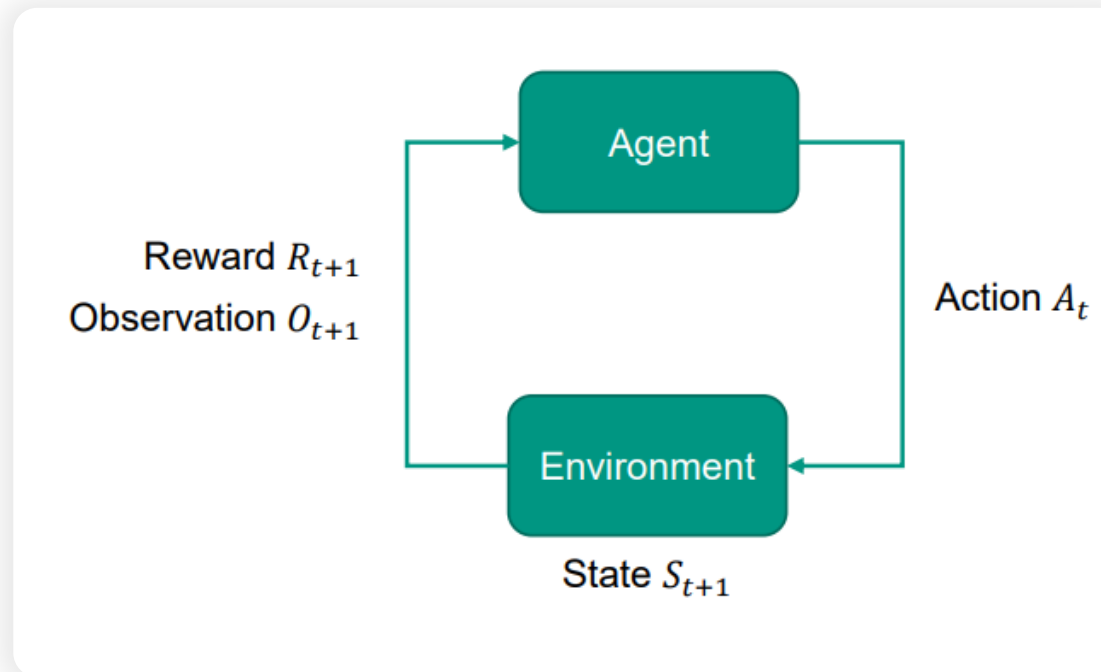 Agent
Reward R_{t+1}
Observation O_{t+1}
Action A_t
Environment
State S_{t+1}